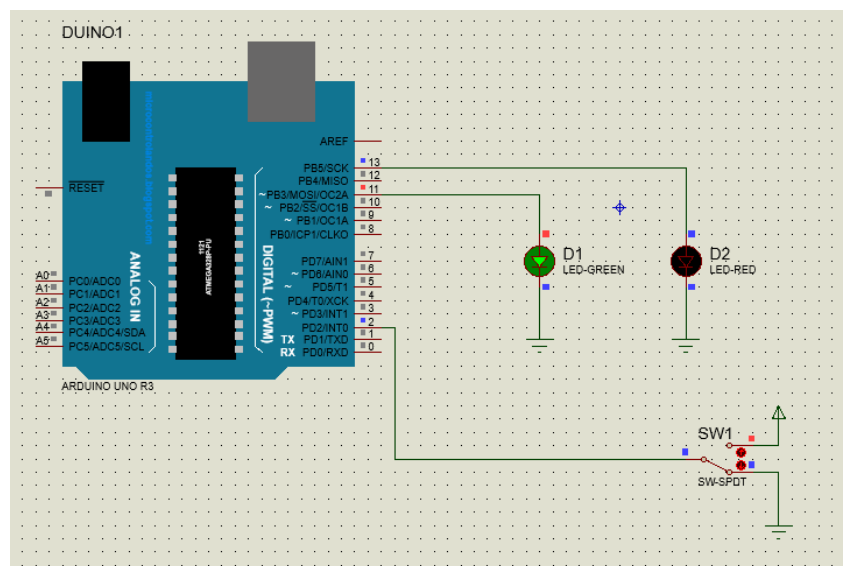 DUINO1
microcontrolandos.blogspot.com
AREF
13
PB5/SCK
12
PB4/MISO
RESET
11
~PB3/MOSI/OC2A
10
~ PB2/SS/OC1B
9
~ PB1/OC1A
8
PB0/ICP1/CLKO
1121
ATMEGA328P-PU
DIGITAL (~PWM)
ANALOG IN
7
PD7/AIN1
6
~ PD6/AIN0
5
~ PD5/T1
4
PD4/T0/XCK
3
~ PD3/INT1
2
PD2/INT0
1
TX PD1/TXD
0
RX PD0/RXD
A0 PC0/ADC0
A1 PC1/ADC1
A2 PC2/ADC2
A3 PC3/ADC3
A4 PC4/ADC4/SDA
A5 PC5/ADC5/SCL
ARDUINO UNO R3
D1
LED-GREEN
D2
LED-RED
SW1
SW-SPDT